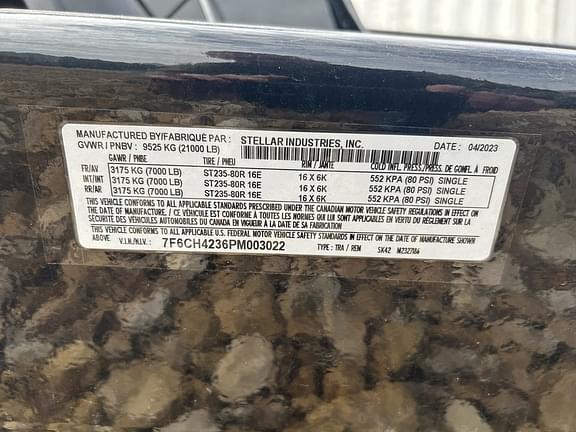 MANUFACTURED BY/FABRIQUÉ PAR : STELLAR INDUSTRIES, INC. DATE : 04/2023
GVWR / PNBV : 9525 KG (21000 LB)
GAWR / PNBE TIRE / PNEU RIM / JANTE COLD INFL. PRESS./PRESS. DE GONFL. À FROID
FR/AV 3175 KG (7000 LB) ST235-80R 16E 16 X 6K 552 KPA (80 PSI) SINGLE
INT/INT 3175 KG (7000 LB) ST235-80R 16E 16 X 6K 552 KPA (80 PSI) SINGLE
RR/AR 3175 KG (7000 LB) ST235-80R 16E 16 X 6K 552 KPA (80 PSI) SINGLE
THIS VEHICLE CONFORMS TO ALL APPLICABLE STANDARDS PRESCRIBED UNDER THE CANADIAN MOTOR VEHICLE SAFETY
REGULATIONS IN EFFECT ON THE DATE OF MANUFACTURE / CE VÉHICULE EST CONFORME À TOUTES LES NORMES QUI LUI SONT APPLICABLES EN VERTU DU RÈGLEMENT SUR LA
SÉCURITÉ DES VÉHICULES AUTOMOBILES DU CANADA EN VIGUEUR À LA DATE DE SA FABRICATION.
THIS VEHICLE CONFORMS TO ALL APPLICABLE U.S. FEDERAL MOTOR VEHICLE SAFETY STANDARDS IN EFFECT ON THE DATE OF MANUFACTURE SHOWN
ABOVE V.I.N./N.I.V.: 7F6CH4236PM003022 TYPE : TRA / REM SK42 M232784